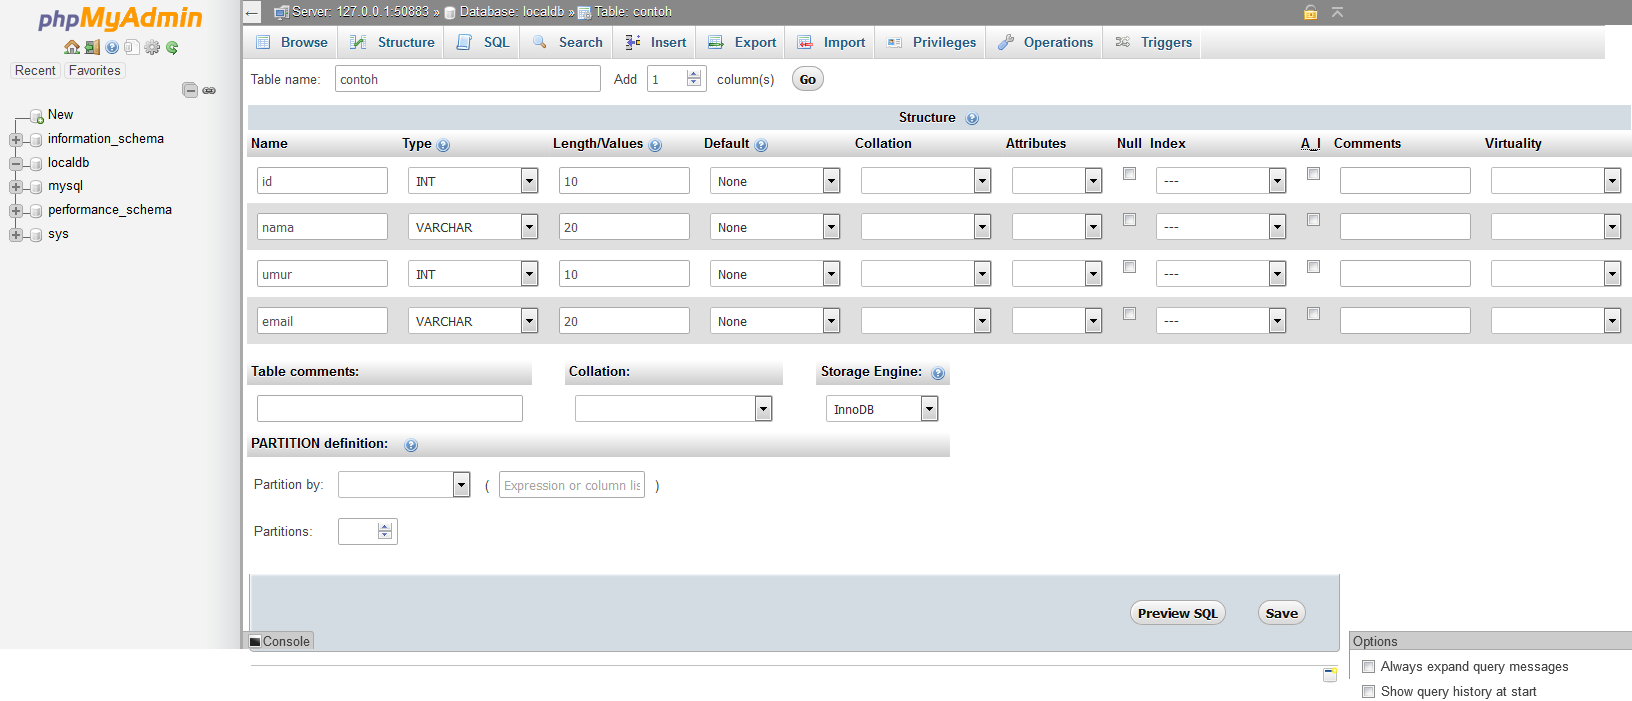 phpMyAdmin
Recent Favorites
New
information_schema
localdb
mysql
performance_schema
sys
Server: 127.0.0.1:50883 » Database: localdb » Table: contoh
Browse Structure SQL Search Insert Export Import Privileges Operations Triggers
Table name: contoh Add 1 column(s) Go
Structure
Name Type Length/Values Default Collation Attributes Null Index A_I Comments Virtuality
id INT 10 None ---
nama VARCHAR 20 None ---
umur INT 10 None ---
email VARCHAR 20 None ---
Table comments: Collation: Storage Engine:
InnoDB
PARTITION definition:
Partition by: ( Expression or column lis )
Partitions:
Preview SQL Save
Console
Options
Always expand query messages
Show query history at start